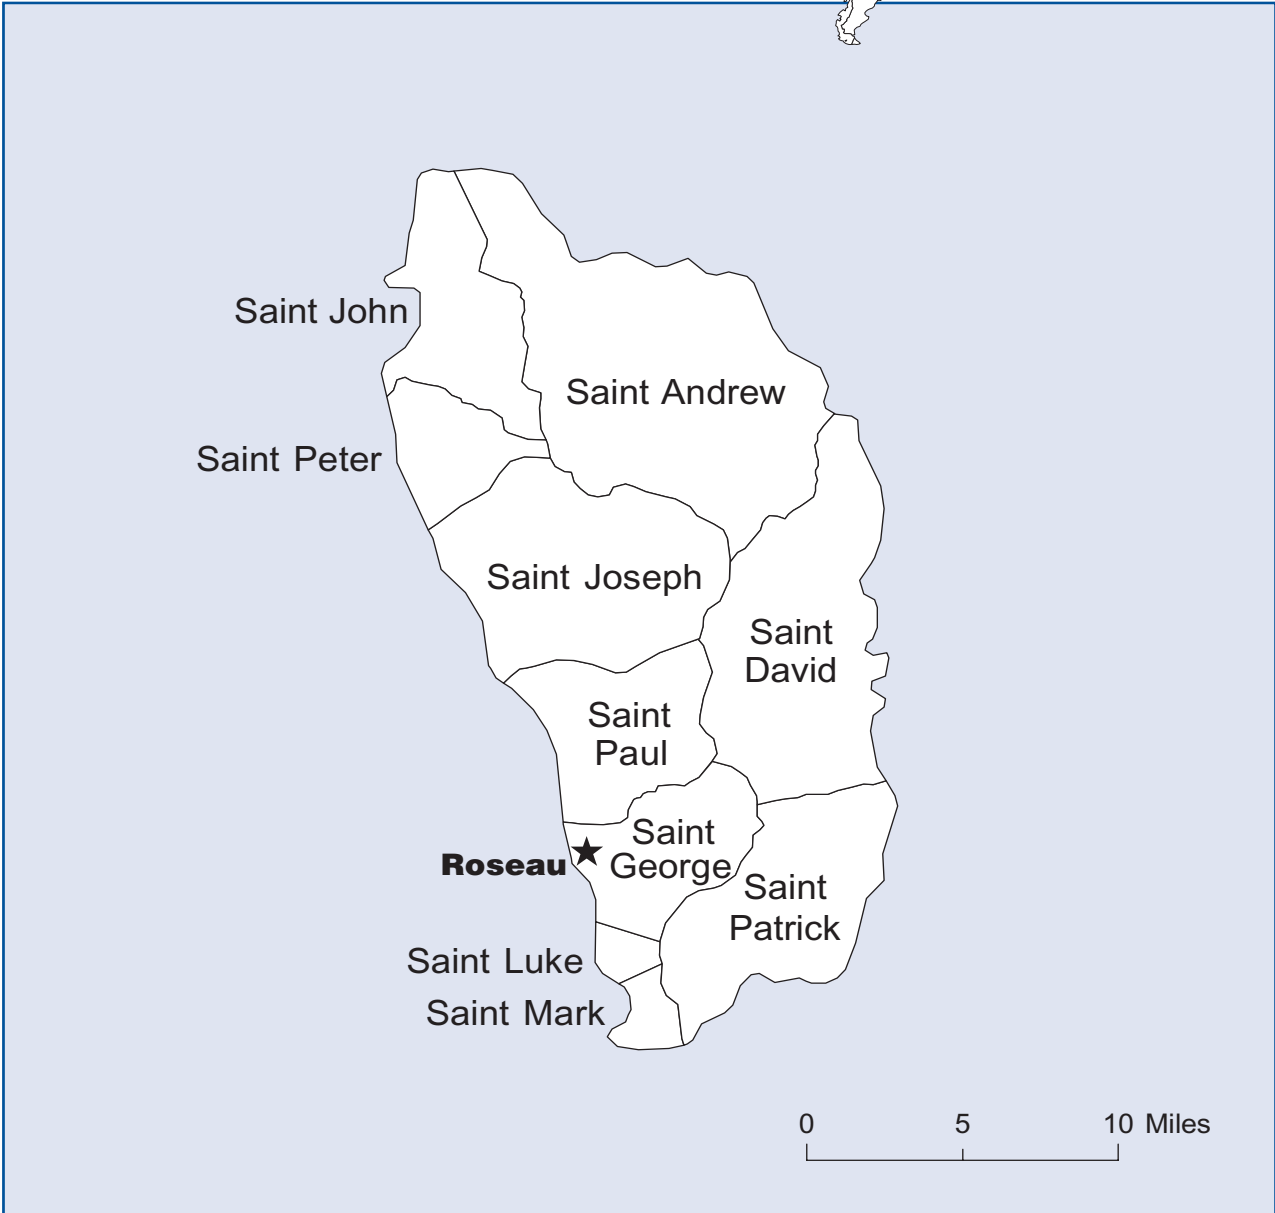 Saint John
Saint Andrew
Saint Peter
Saint Joseph
Saint
David
Saint
Paul
Saint
George
Roseau
Saint
Patrick
Saint Luke
Saint Mark
0 5 10 Miles